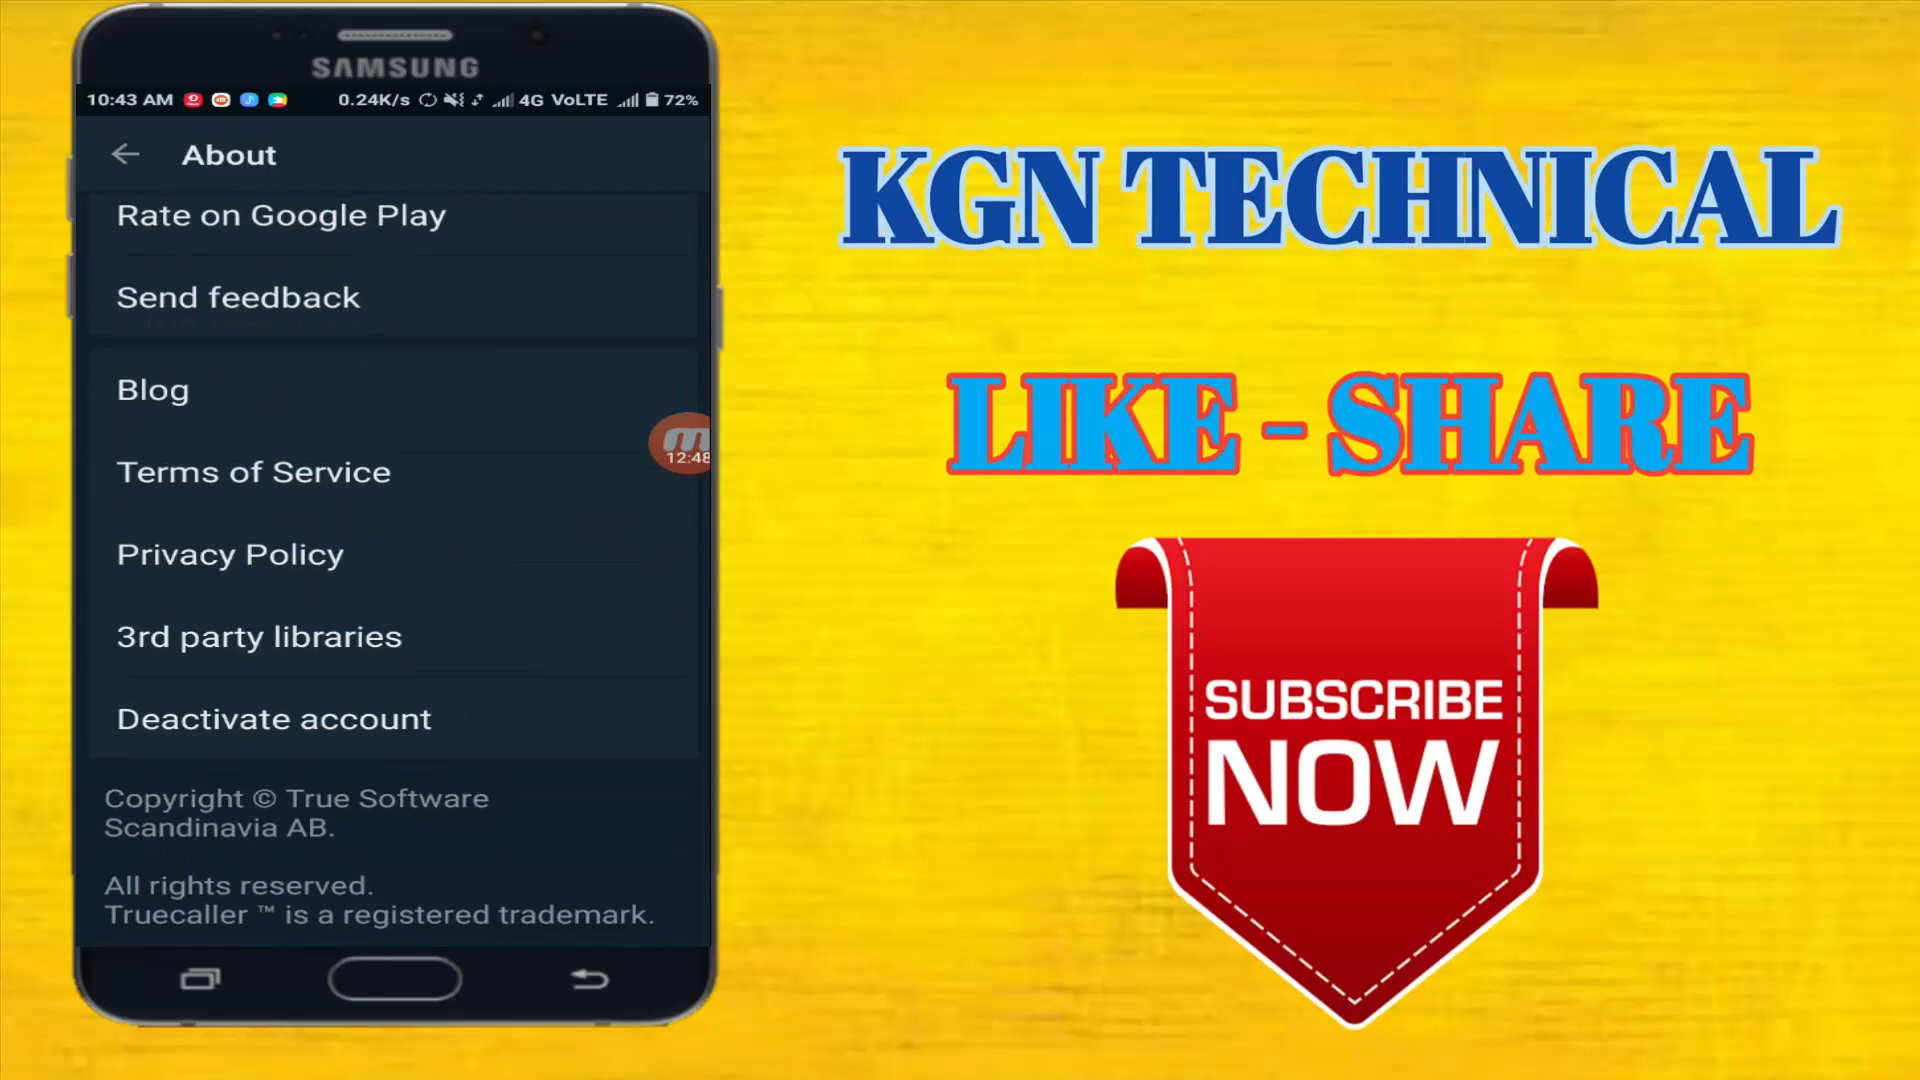 SAMSUNG
10:43 AM 0.24K/s 4G VoLTE 72%
About
Rate on Google Play
Send feedback
Blog
12:48
Terms of Service
Privacy Policy
3rd party libraries
Deactivate account
Copyright © True Software
Scandinavia AB.
All rights reserved.
Truecaller ™ is a registered trademark.
KGN TECHNICAL
LIKE - SHARE
SUBSCRIBE
NOW